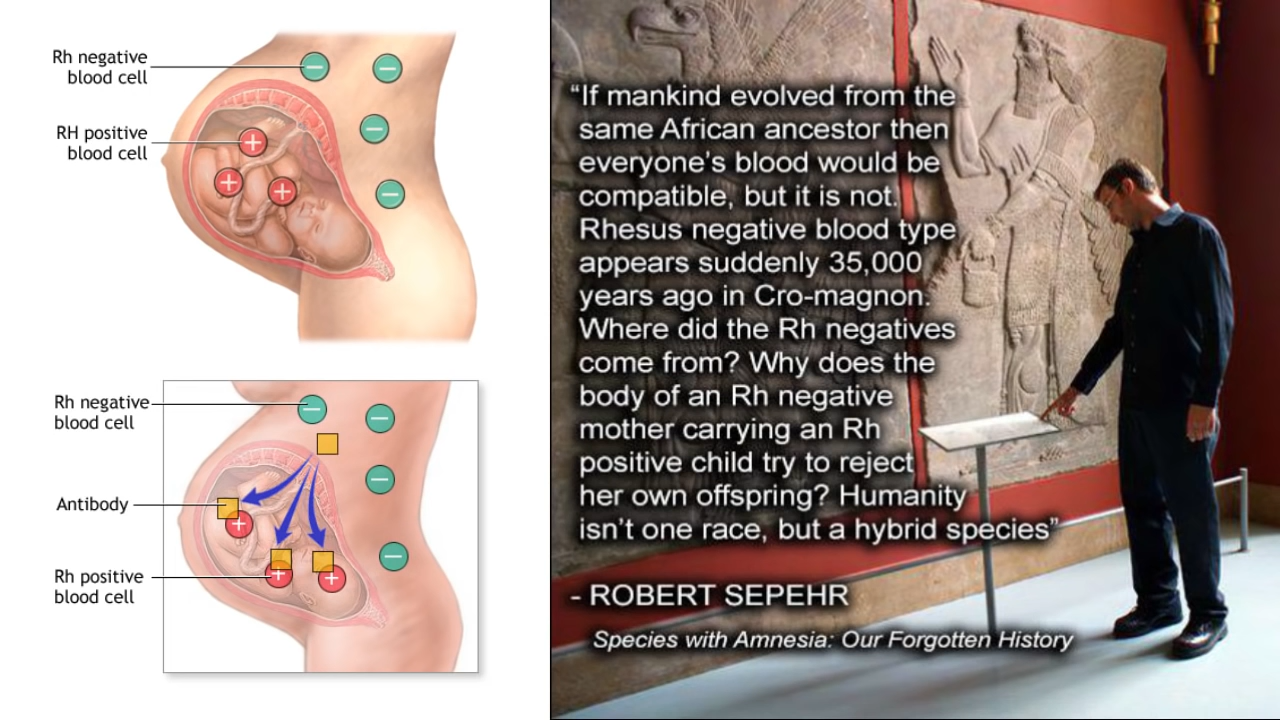 Rh negative
blood cell
RH positive
blood cell
Rh negative
blood cell
Antibody
Rh positive
blood cell
“If mankind evolved from the
same African ancestor then
everyone’s blood would be
compatible, but it is not.
Rhesus negative blood type
appears suddenly 35,000
years ago in Cro-magnon.
Where did the Rh negatives
come from? Why does the
body of an Rh negative
mother carrying an Rh
positive child try to reject
her own offspring? Humanity
isn’t one race, but a hybrid species”
- ROBERT SEPEHR
Species with Amnesia: Our Forgotten History